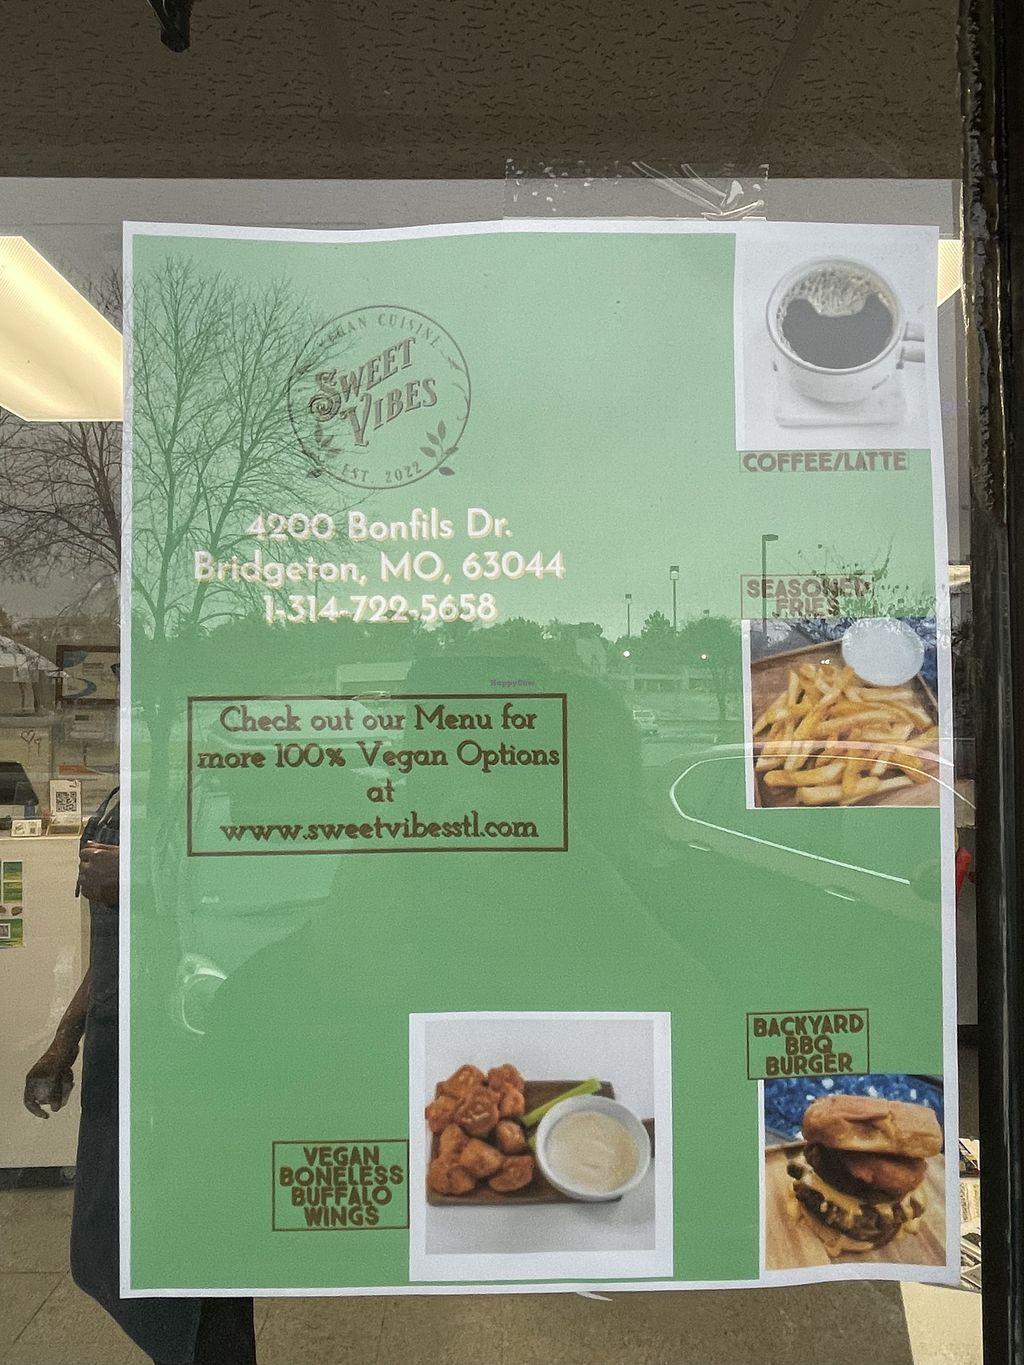 VEGAN CUISINE
SWEET
VIBES
EST. 2022
COFFEE/LATTE
4200 Bonfils Dr.
Bridgeton, MO, 63044
1-314-722-5658
SEASONED
FRIES
HappyCow
Check out our Menu for
more 100% Vegan Options
at
www.sweetvibesstl.com
BACKYARD
BBQ
BURGER
VEGAN
BONELESS
BUFFALO
WINGS